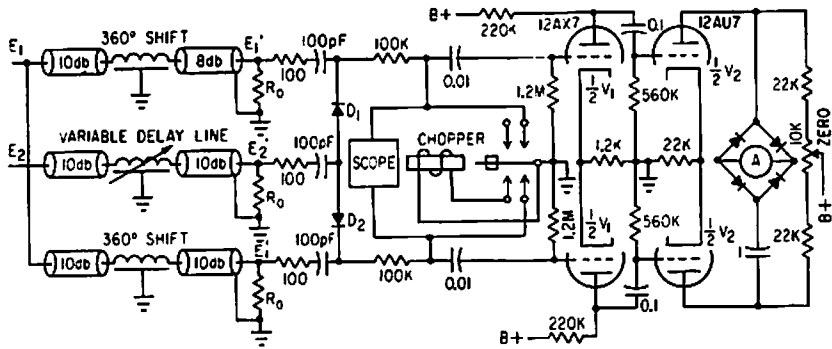 B+
220K
12AX7
0.1
12AU7
E1
360° SHIFT
10db
8db
E1'
100
100pF
100K
0.01
R0
D1
1.2M
1/2 V1
560K
1/2 V2
22K
10K
ZERO
VARIABLE DELAY LINE
E2
10db
10db
E2'
100
100pF
R0
SCOPE
CHOPPER
1.2K
22K
A
B+
D2
360° SHIFT
10db
10db
100
100pF
R0
100K
0.01
1.2M
1/2 V1
560K
1/2 V2
1
22K
0.1
B+
220K